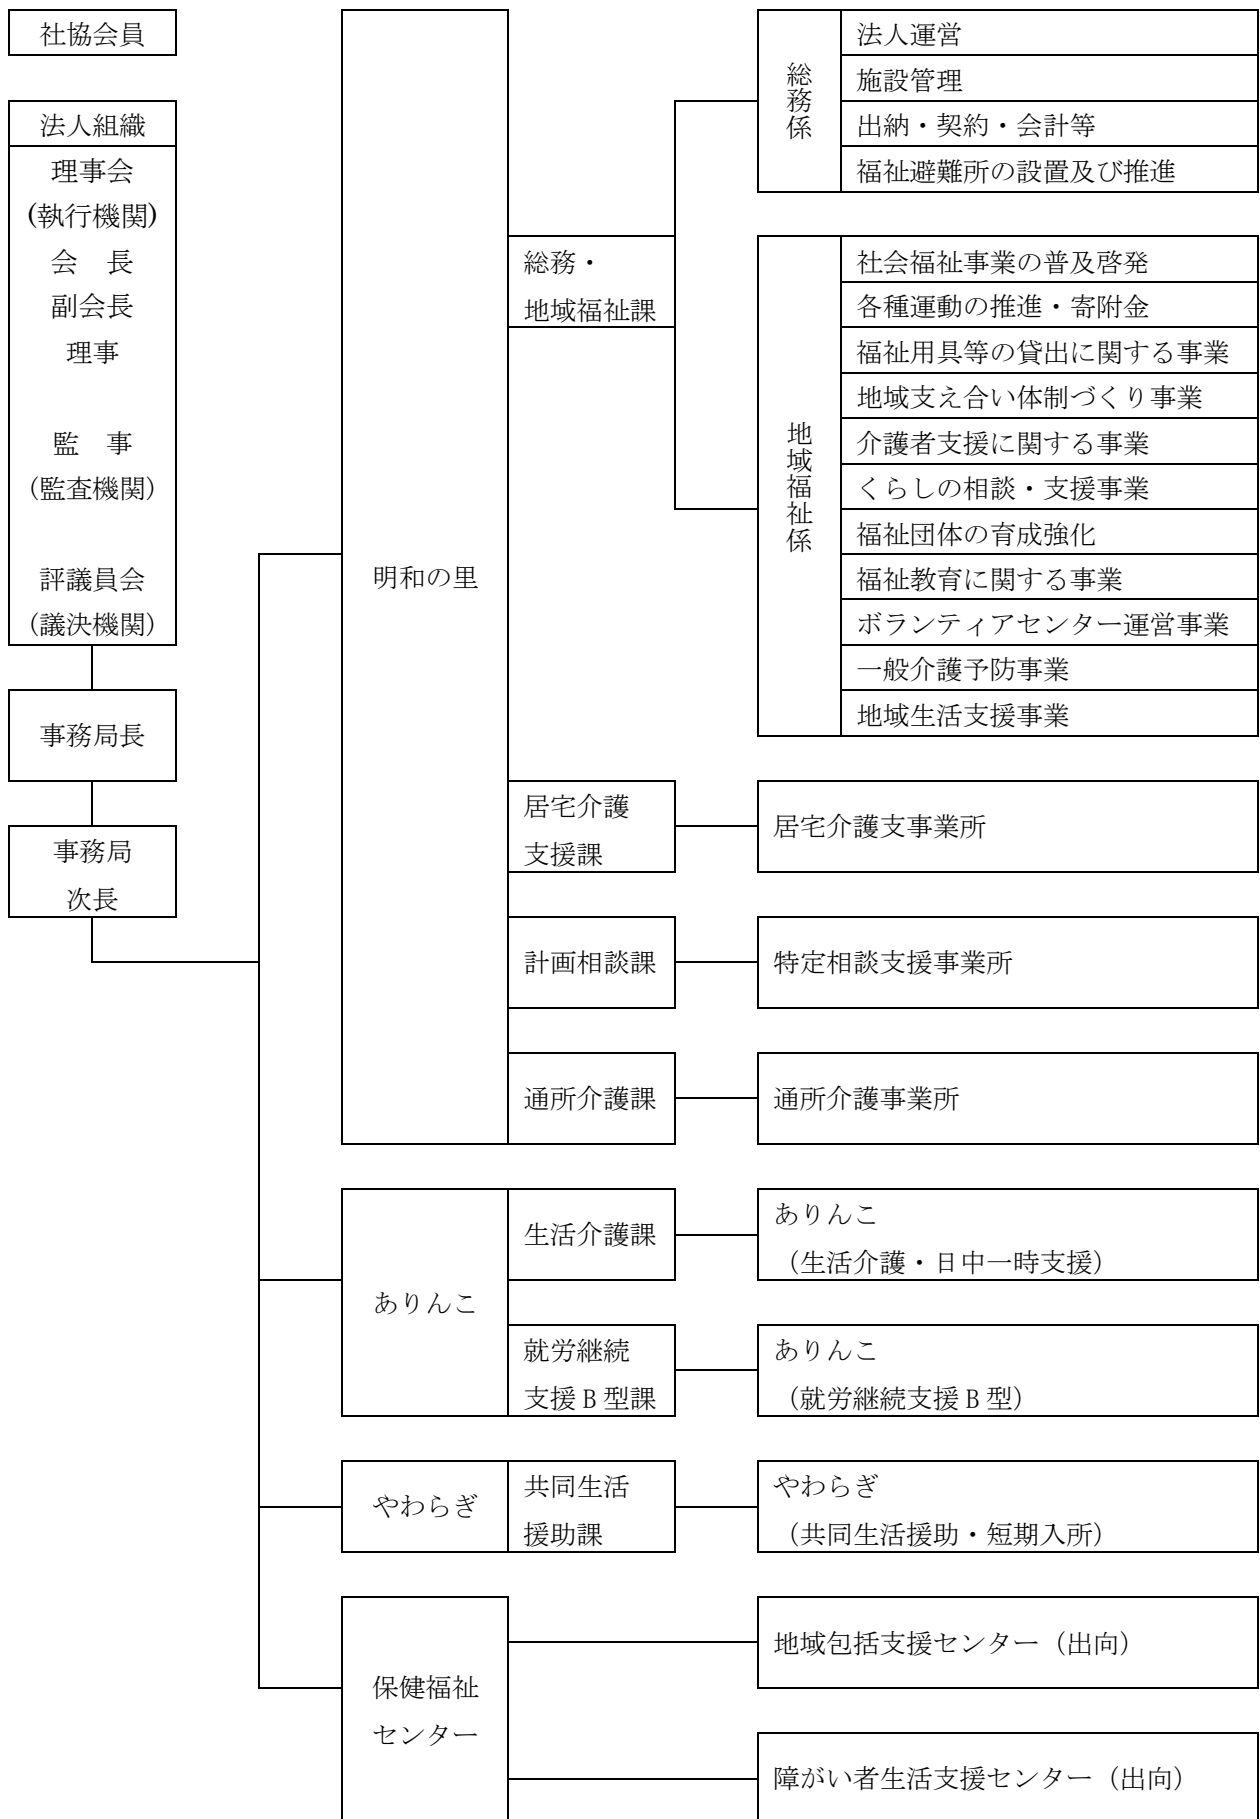 社協会員
法人組織
理事会
(執行機関)
会　長
副会長
理事
監　事
(監査機関)
評議員会
(議決機関)
事務局長
事務局
次長
明和の里
総務・
地域福祉課
総務係
法人運営
施設管理
出納・契約・会計等
福祉避難所の設置及び推進
地域福祉係
社会福祉事業の普及啓発
各種運動の推進・寄附金
福祉用具等の貸出に関する事業
地域支え合い体制づくり事業
介護者支援に関する事業
くらしの相談・支援事業
福祉団体の育成強化
福祉教育に関する事業
ボランティアセンター運営事業
一般介護予防事業
地域生活支援事業
居宅介護
支援課
居宅介護支事業所
計画相談課
特定相談支援事業所
通所介護課
通所介護事業所
ありんこ
生活介護課
ありんこ
（生活介護・日中一時支援）
就労継続
支援Ｂ型課
ありんこ
（就労継続支援Ｂ型）
やわらぎ
共同生活
援助課
やわらぎ
（共同生活援助・短期入所）
保健福祉
センター
地域包括支援センター（出向）
障がい者生活支援センター（出向）